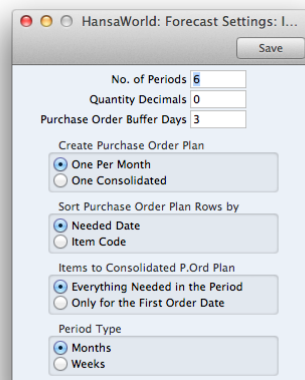 HansaWorld: Forecast Settings: I...
Save
No. of Periods 6
Quantity Decimals 0
Purchase Order Buffer Days 3
Create Purchase Order Plan
One Per Month
One Consolidated
Sort Purchase Order Plan Rows by
Needed Date
Item Code
Items to Consolidated P.Ord Plan
Everything Needed in the Period
Only for the First Order Date
Period Type
Months
Weeks